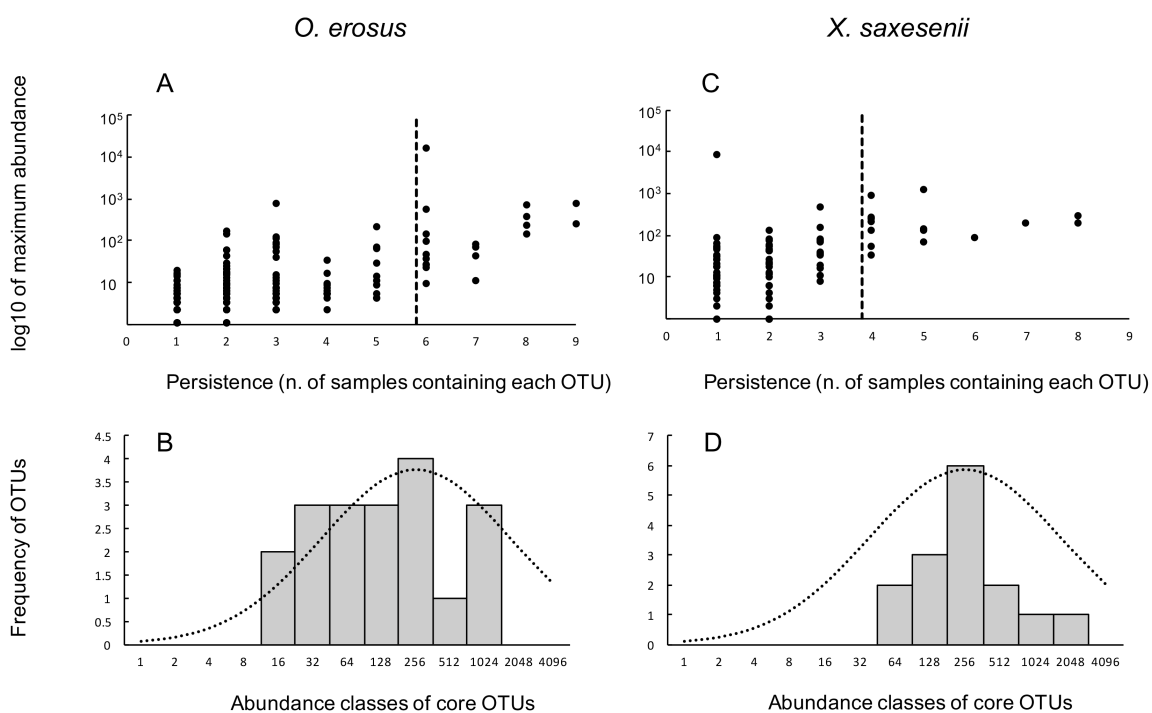 O. erosus
X. saxesenii
log10 of maximum abundance
A
10⁵
10⁴
10³
10²
10
0 1 2 3 4 5 6 7 8 9
Persistence (n. of samples containing each OTU)
C
10⁵
10⁴
10³
10²
10
0 1 2 3 4 5 6 7 8 9
Persistence (n. of samples containing each OTU)
Frequency of OTUs
B
4.5
4
3.5
3
2.5
2
1.5
1
0.5
0
1 2 4 8 16 32 64 128 256 512 1024 2048 4096
Abundance classes of core OTUs
D
7
6
5
4
3
2
1
0
1 2 4 8 16 32 64 128 256 512 1024 2048 4096
Abundance classes of core OTUs